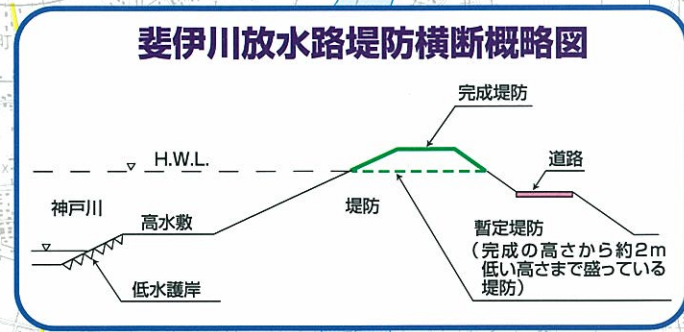 斐伊川放水路堤防横断概略図
完成堤防
H.W.L.
道路
神戸川
高水敷
堤防
暫定堤防
(完成の高さから約2m
低い高さまで盛っている
堤防)
低水護岸